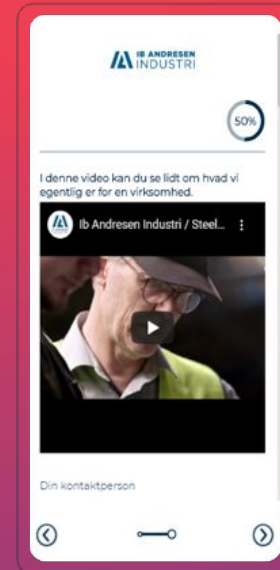 IB ANDRESEN
INDUSTRI
50%
I denne video kan du se lidt om hvad vi
egentlig er for en virksomhed.
Ib Andresen Industri / Steel...
Din kontaktperson